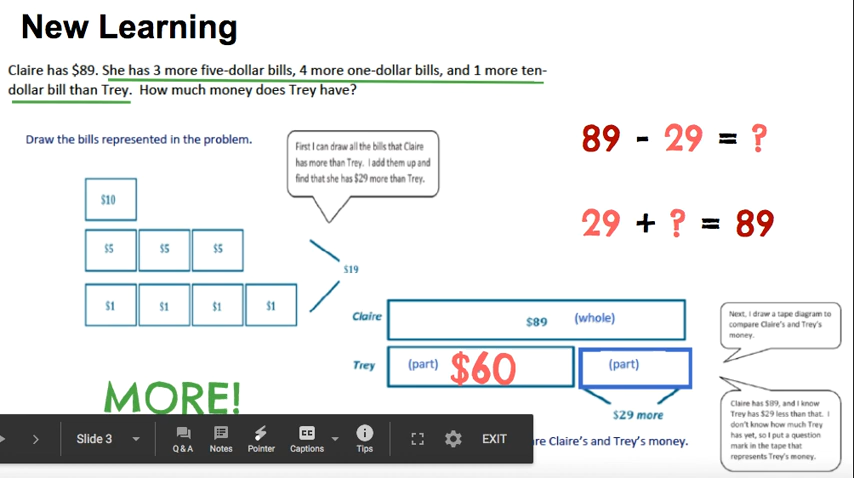 New Learning
Claire has $89. She has 3 more five-dollar bills, 4 more one-dollar bills, and 1 more ten-
dollar bill than Trey. How much money does Trey have?
Draw the bills represented in the problem.
First I can draw all the bills that Claire
has more than Trey. I add them up and
find that she has $29 more than Trey.
89 - 29 = ?
29 + ? = 89
$10
$5 $5 $5
$19
$1 $1 $1 $1
Claire $89 (whole)
Trey (part) $60 (part)
$29 more
Next, I draw a tape diagram to
compare Claire's and Trey's
money.
Claire has $89, and I know
Trey has $29 less than that. I
don't know how much Trey
has yet, so I put a question
mark in the tape that
represents Trey's money.
MORE!
are Claire's and Trey's money.
Slide 3
Q & A
Notes
Pointer
CC
Captions
Tips
EXIT